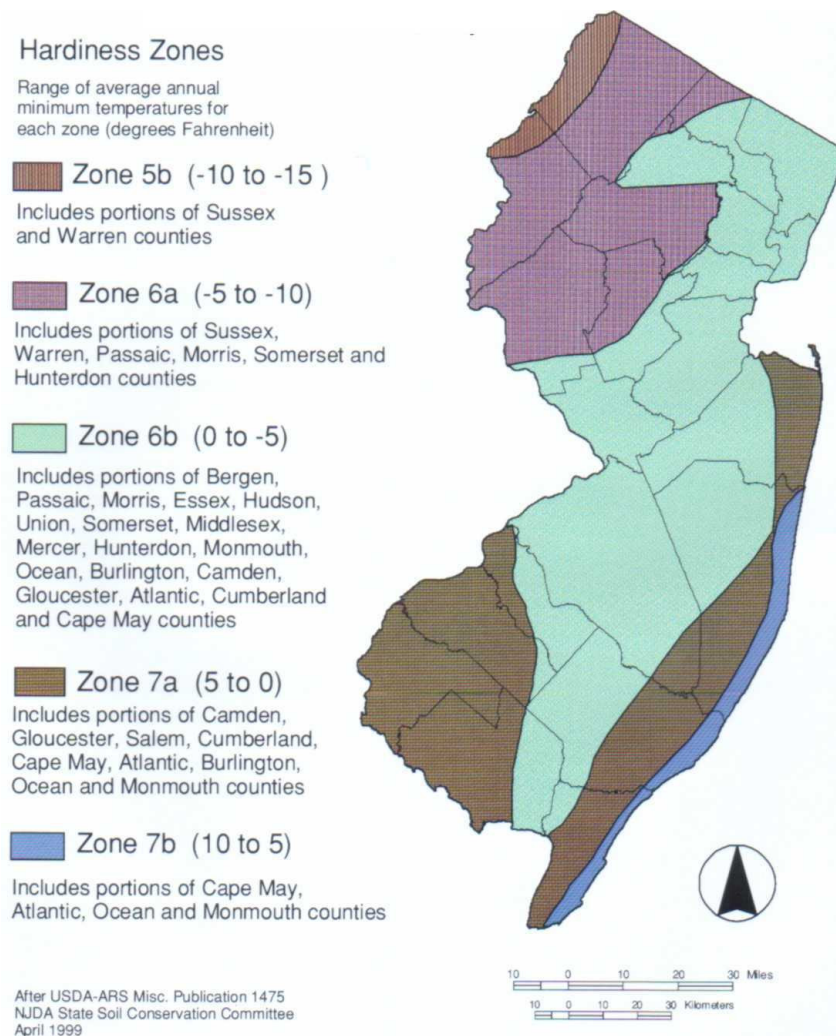 Hardiness Zones
Range of average annual
minimum temperatures for
each zone (degrees Fahrenheit)
Zone 5b (-10 to -15 )
Includes portions of Sussex
and Warren counties
Zone 6a (-5 to -10)
Includes portions of Sussex,
Warren, Passaic, Morris, Somerset and
Hunterdon counties
Zone 6b (0 to -5)
Includes portions of Bergen,
Passaic, Morris, Essex, Hudson,
Union, Somerset, Middlesex,
Mercer, Hunterdon, Monmouth,
Ocean, Burlington, Camden,
Gloucester, Atlantic, Cumberland
and Cape May counties
Zone 7a (5 to 0)
Includes portions of Camden,
Gloucester, Salem, Cumberland,
Cape May, Atlantic, Burlington,
Ocean and Monmouth counties
Zone 7b (10 to 5)
Includes portions of Cape May,
Atlantic, Ocean and Monmouth counties
10 0 10 20 30 Miles
10 0 10 20 30 Kilometers
After USDA-ARS Misc. Publication 1475
NJDA State Soil Conservation Committee
April 1999